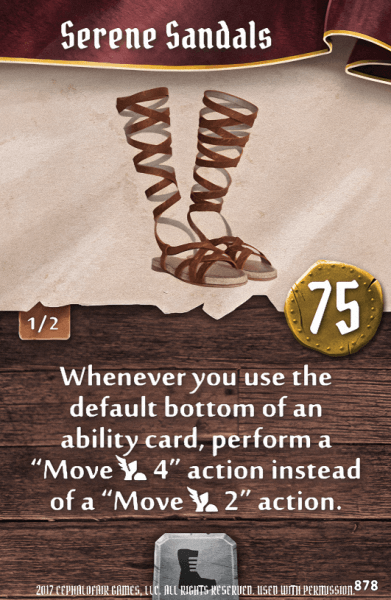 Serene Sandals
75
1/2
Whenever you use the
default bottom of an
ability card, perform a
“Move 4” action instead
of a “Move 2” action.
2017 CEPHALOFAIR GAMES, LLC. ALL RIGHTS RESERVED. USED WITH PERMISSION.
878